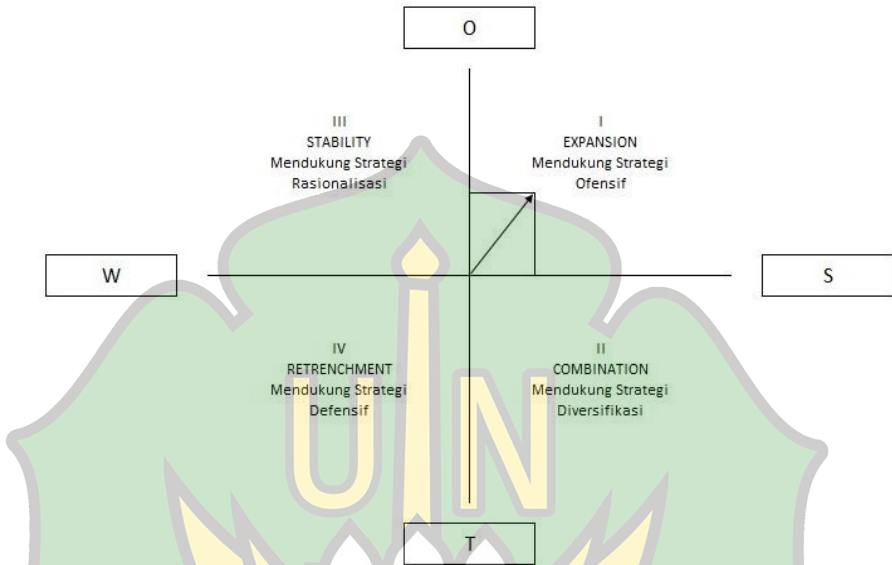 O
III
STABILITY
Mendukung Strategi
Rasionalisasi
I
EXPANSION
Mendukung Strategi
Ofensif
W
S
IV
RETRENCHMENT
Mendukung Strategi
Defensif
II
COMBINATION
Mendukung Strategi
Diversifikasi
UIN
T